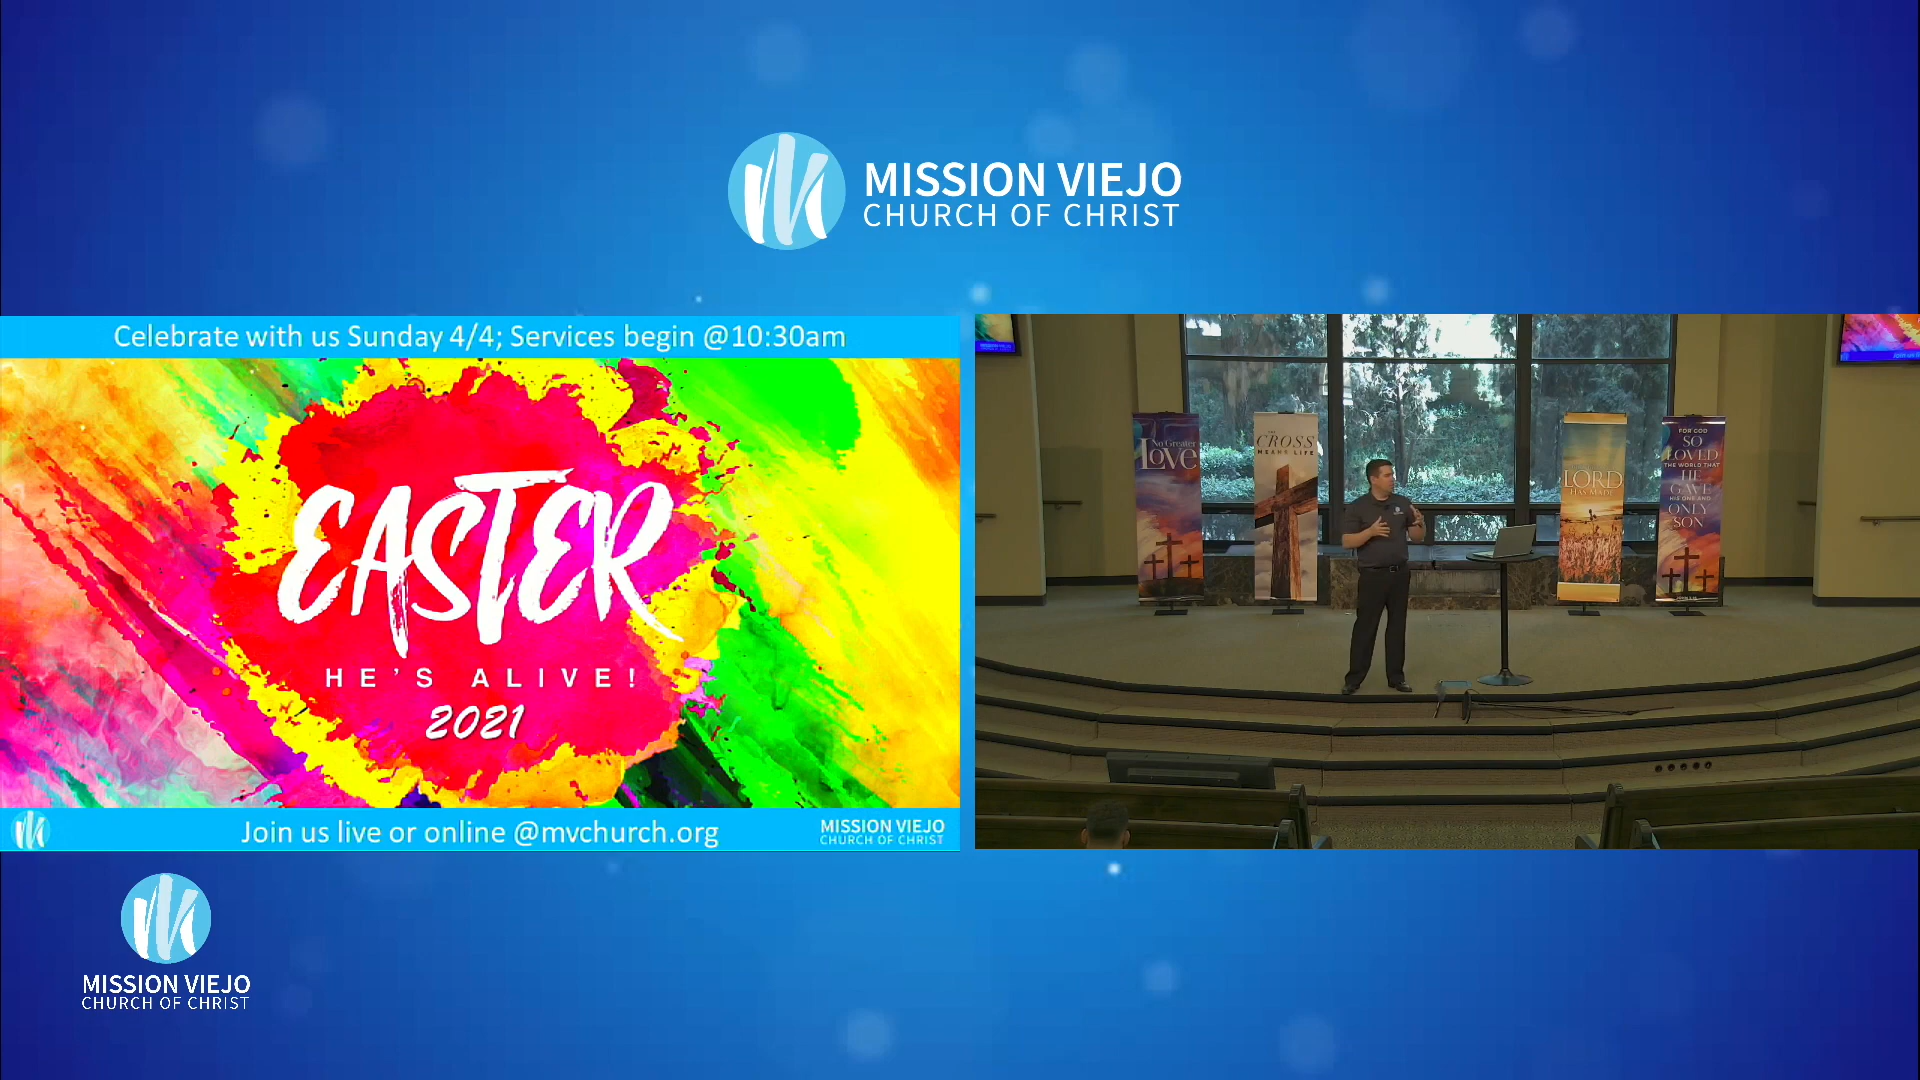 MISSION VIEJO
CHURCH OF CHRIST
Celebrate with us Sunday 4/4; Services begin @10:30am
EASTER
HE'S ALIVE!
2021
Join us live or online @mvchurch.org
MISSION VIEJO
CHURCH OF CHRIST
No Greater
Love
THE
CROSS
MEANS LIFE
LORD
HAS MADE
FOR GOD
SO
LOVED
THE WORLD THAT
HE
GAVE
HIS ONE AND
ONLY
SON
MISSION VIEJO
CHURCH OF CHRIST